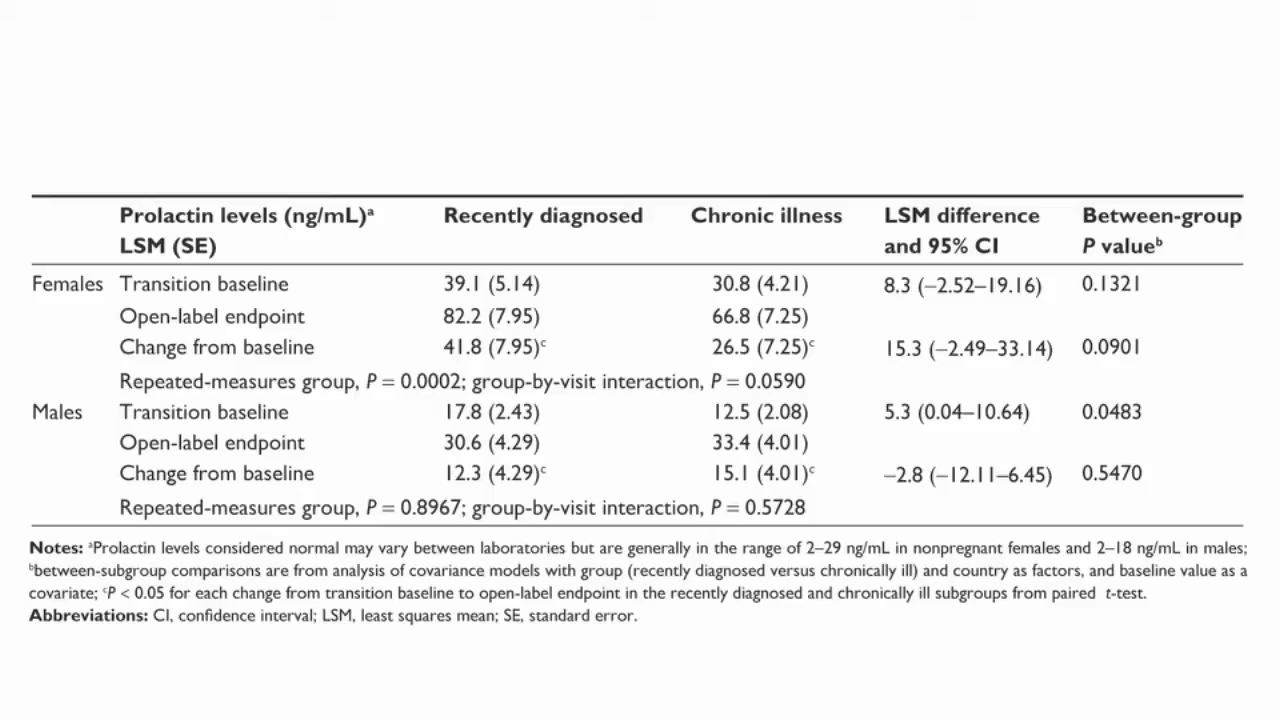 Prolactin levels (ng/mL)ᵃ Recently diagnosed Chronic illness LSM difference Between-group
LSM (SE) and 95% CI P valueᵇ
Females Transition baseline 39.1 (5.14) 30.8 (4.21) 8.3 (–2.52–19.16) 0.1321
Open-label endpoint 82.2 (7.95) 66.8 (7.25)
Change from baseline 41.8 (7.95)ᶜ 26.5 (7.25)ᶜ 15.3 (–2.49–33.14) 0.0901
Repeated-measures group, P = 0.0002; group-by-visit interaction, P = 0.0590
Males Transition baseline 17.8 (2.43) 12.5 (2.08) 5.3 (0.04–10.64) 0.0483
Open-label endpoint 30.6 (4.29) 33.4 (4.01)
Change from baseline 12.3 (4.29)ᶜ 15.1 (4.01)ᶜ –2.8 (–12.11–6.45) 0.5470
Repeated-measures group, P = 0.8967; group-by-visit interaction, P = 0.5728
Notes: ᵃProlactin levels considered normal may vary between laboratories but are generally in the range of 2–29 ng/mL in nonpregnant females and 2–18 ng/mL in males;
ᵇbetween-subgroup comparisons are from analysis of covariance models with group (recently diagnosed versus chronically ill) and country as factors, and baseline value as a
covariate; ᶜP < 0.05 for each change from transition baseline to open-label endpoint in the recently diagnosed and chronically ill subgroups from paired t-test.
Abbreviations: CI, confidence interval; LSM, least squares mean; SE, standard error.